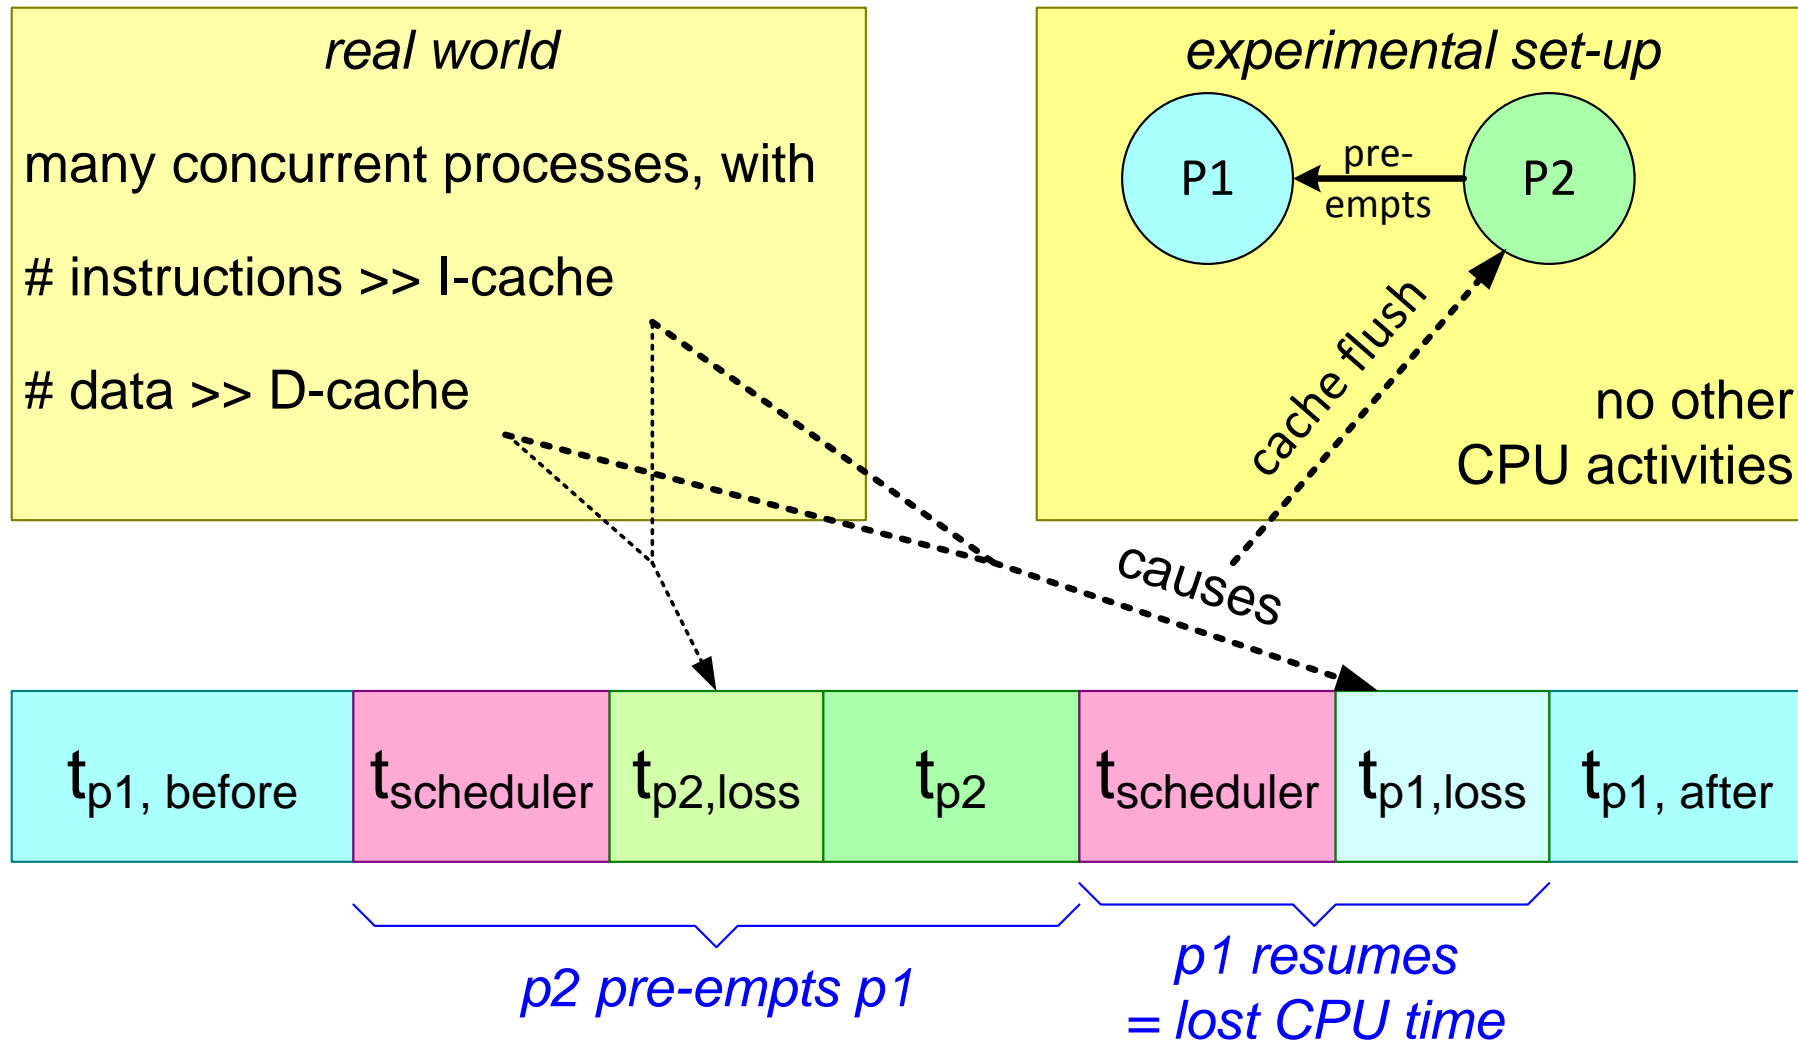 real world
many concurrent processes, with
# instructions >> I-cache
# data >> D-cache
experimental set-up
P1
pre-
empts
P2
cache flush
no other
CPU activities
causes
tp1, before
tscheduler
tp2,loss
tp2
tscheduler
tp1,loss
tp1, after
p2 pre-empts p1
p1 resumes
= lost CPU time